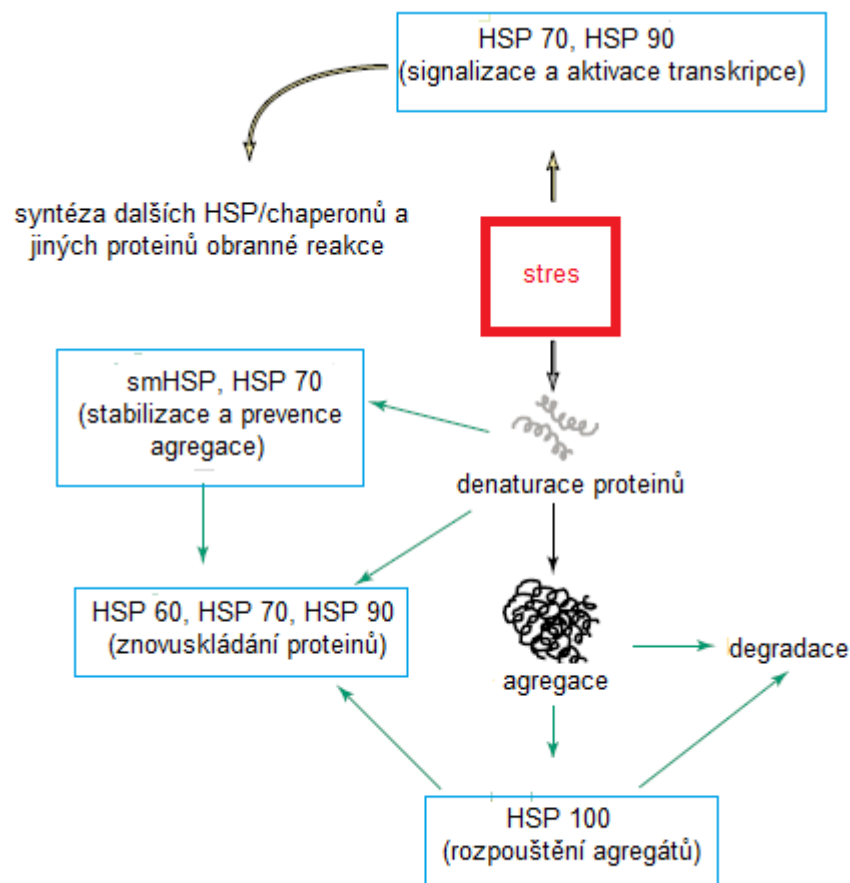 HSP 70, HSP 90
(signalizace a aktivace transkripce)
syntéza dalších HSP/chaperonů a
jiných proteinů obranné reakce
stres
smHSP, HSP 70
(stabilizace a prevence
agregace)
denaturace proteinů
HSP 60, HSP 70, HSP 90
(znovuskládání proteinů)
degradace
agregace
HSP 100
(rozpouštění agregátů)